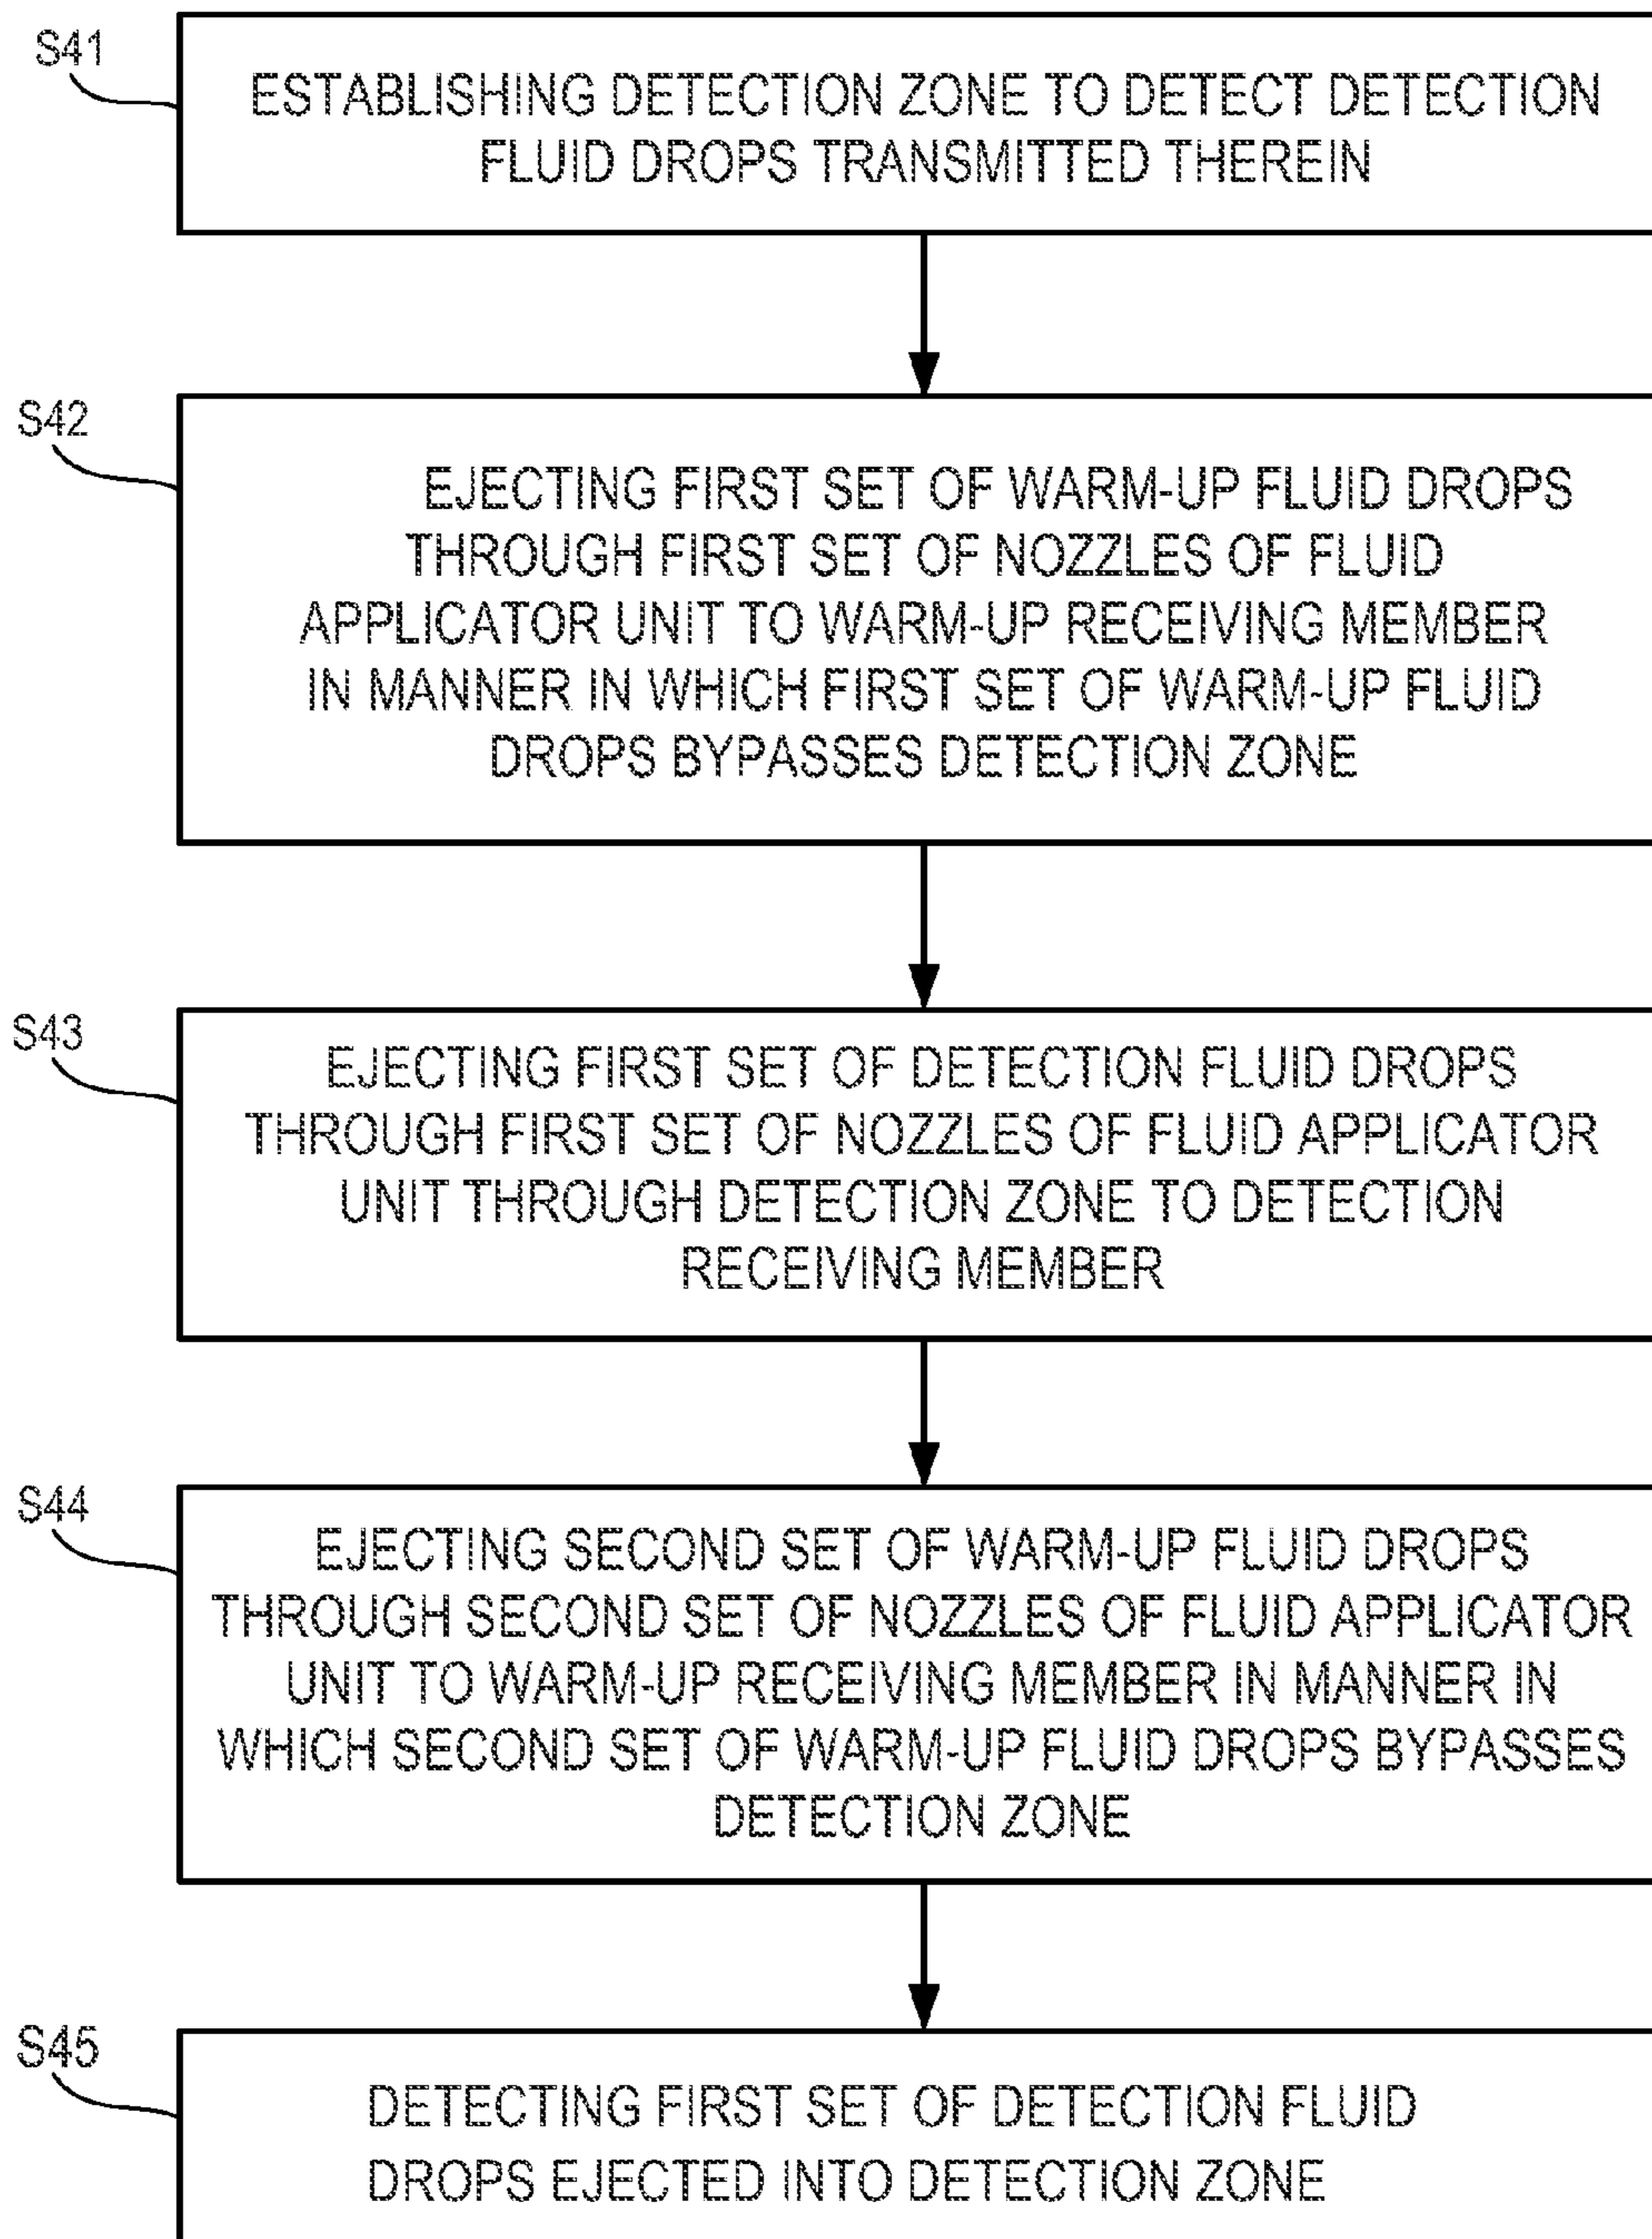 S41
ESTABLISHING DETECTION ZONE TO DETECT DETECTION
FLUID DROPS TRANSMITTED THEREIN
S42
EJECTING FIRST SET OF WARM-UP FLUID DROPS
THROUGH FIRST SET OF NOZZLES OF FLUID
APPLICATOR UNIT TO WARM-UP RECEIVING MEMBER
IN MANNER IN WHICH FIRST SET OF WARM-UP FLUID
DROPS BYPASSES DETECTION ZONE
S43
EJECTING FIRST SET OF DETECTION FLUID DROPS
THROUGH FIRST SET OF NOZZLES OF FLUID APPLICATOR
UNIT THROUGH DETECTION ZONE TO DETECTION
RECEIVING MEMBER
S44
EJECTING SECOND SET OF WARM-UP FLUID DROPS
THROUGH SECOND SET OF NOZZLES OF FLUID APPLICATOR
UNIT TO WARM-UP RECEIVING MEMBER IN MANNER IN
WHICH SECOND SET OF WARM-UP FLUID DROPS BYPASSES
DETECTION ZONE
S45
DETECTING FIRST SET OF DETECTION FLUID
DROPS EJECTED INTO DETECTION ZONE